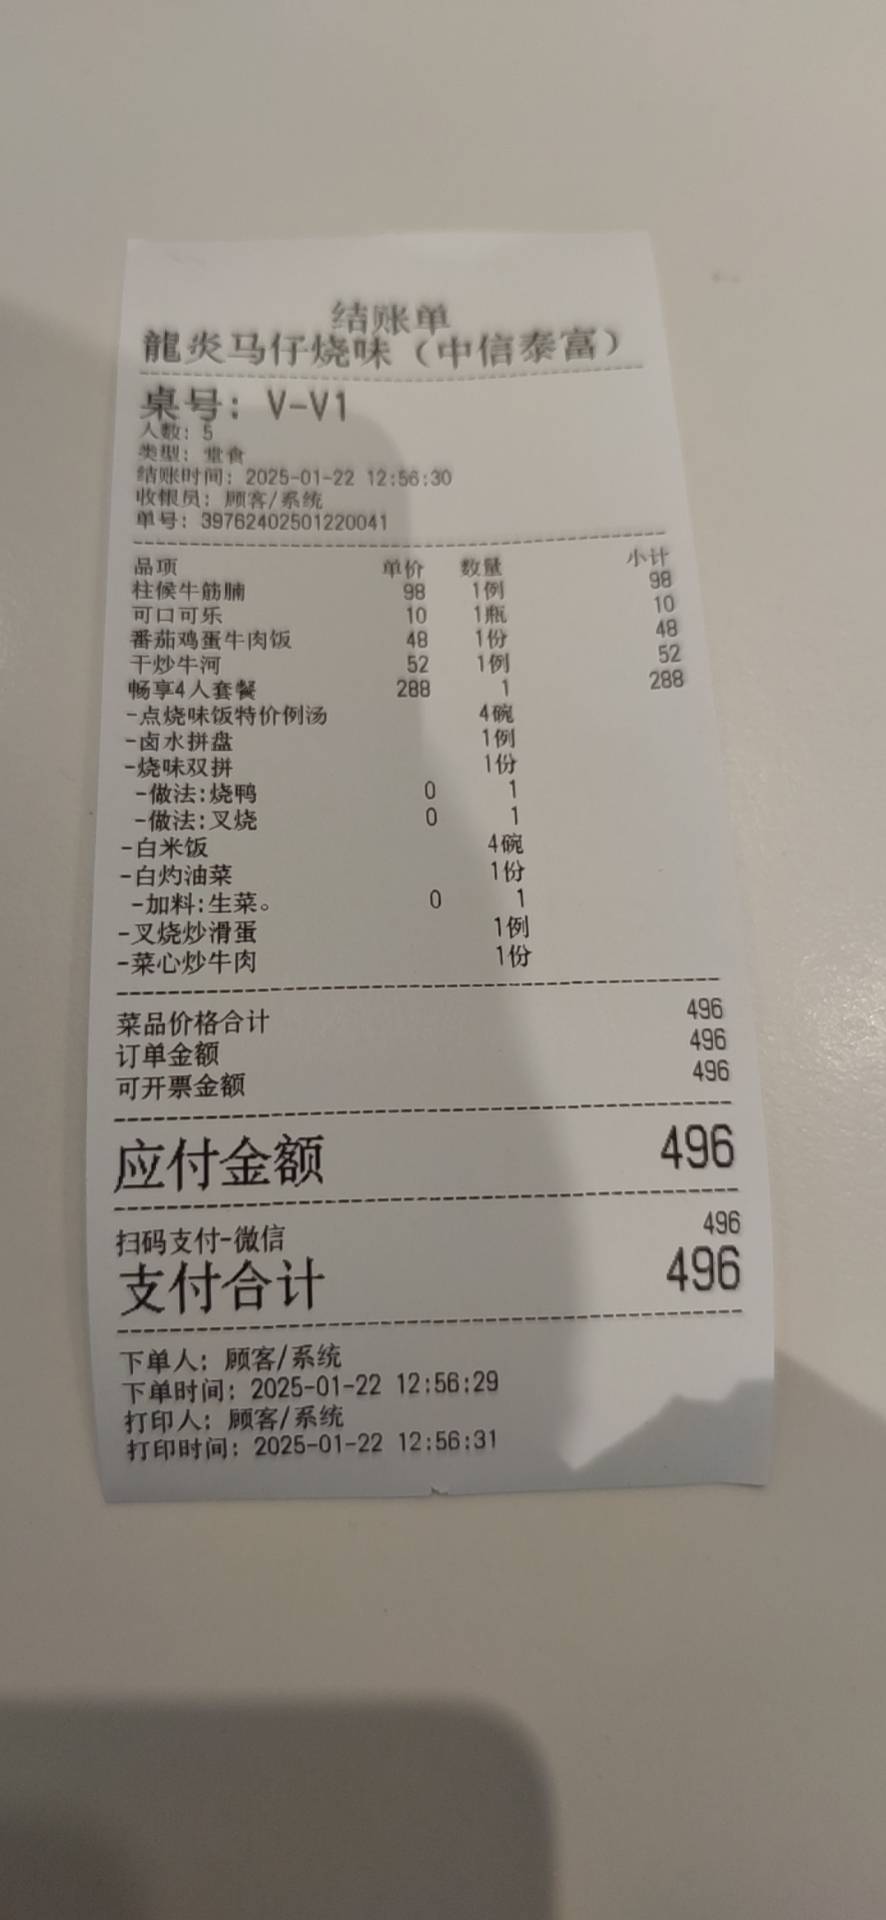 结账单
龍炎马仔烧味（中信泰富）
桌号: V-V1
人数: 5
类型: 堂食
结账时间: 2025-01-22 12:56:30
收银员: 顾客/系统
单号: 39762402501220041
品项 单价 数量 小计
柱候牛筋腩 98 1例 98
可口可乐 10 1瓶 10
番茄鸡蛋牛肉饭 48 1份 48
干炒牛河 52 1例 52
畅享4人套餐 288 1 288
-点烧味饭特价例汤 4碗
-卤水拼盘 1例
-烧味双拼 1份
-做法:烧鸭 0 1
-做法:叉烧 0 1
-白米饭 4碗
-白灼油菜 1份
-加料:生菜。 0 1
-叉烧炒滑蛋 1例
-菜心炒牛肉 1份
菜品价格合计 496
订单金额 496
可开票金额 496
应付金额 496
扫码支付-微信 496
支付合计 496
下单人: 顾客/系统
下单时间: 2025-01-22 12:56:29
打印人: 顾客/系统
打印时间: 2025-01-22 12:56:31